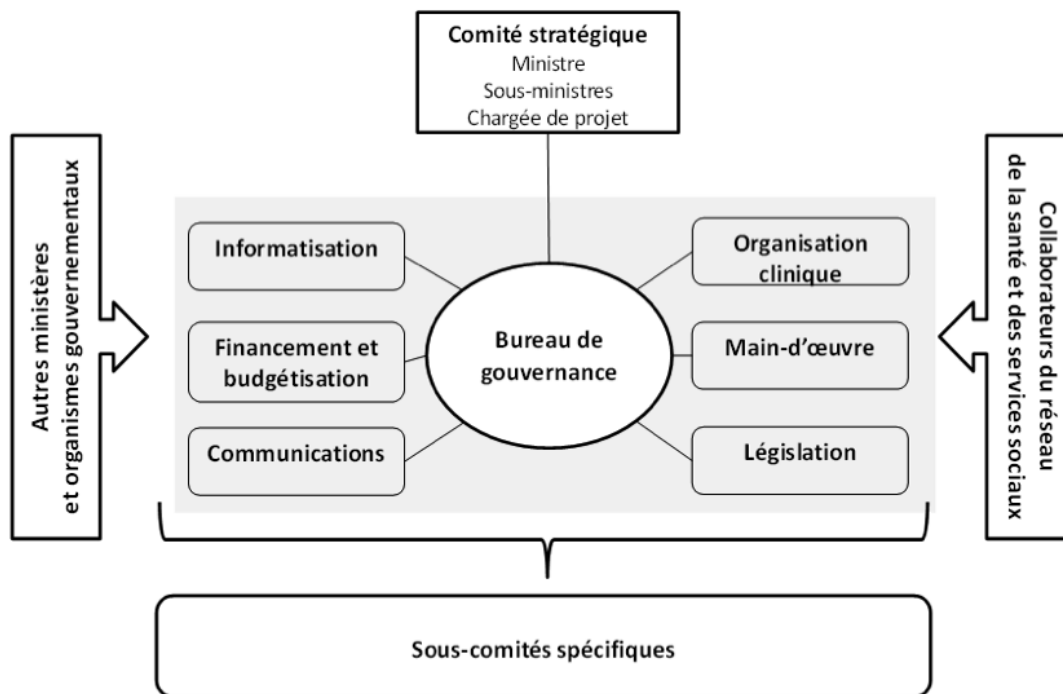 Comité stratégique
Ministre
Sous-ministres
Chargée de projet
Autres ministères
et organismes gouvernementaux
Informatisation
Financement et
budgétisation
Communications
Bureau de
gouvernance
Organisation
clinique
Main-d’œuvre
Législation
Collaborateurs du réseau
de la santé et des services sociaux
Sous-comités spécifiques